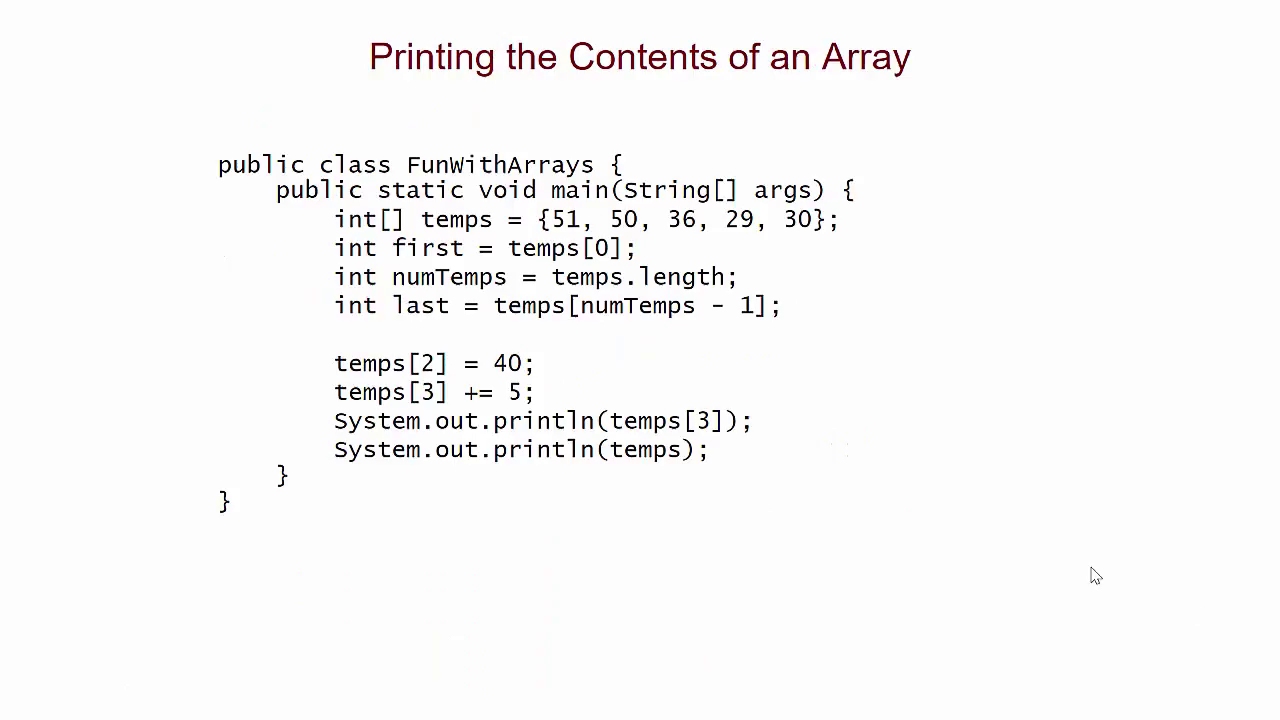 Printing the Contents of an Array
public class FunWithArrays {
    public static void main(String[] args) {
        int[] temps = {51, 50, 36, 29, 30};
        int first = temps[0];
        int numTemps = temps.length;
        int last = temps[numTemps - 1];
        temps[2] = 40;
        temps[3] += 5;
        System.out.println(temps[3]);
        System.out.println(temps);
    }
}